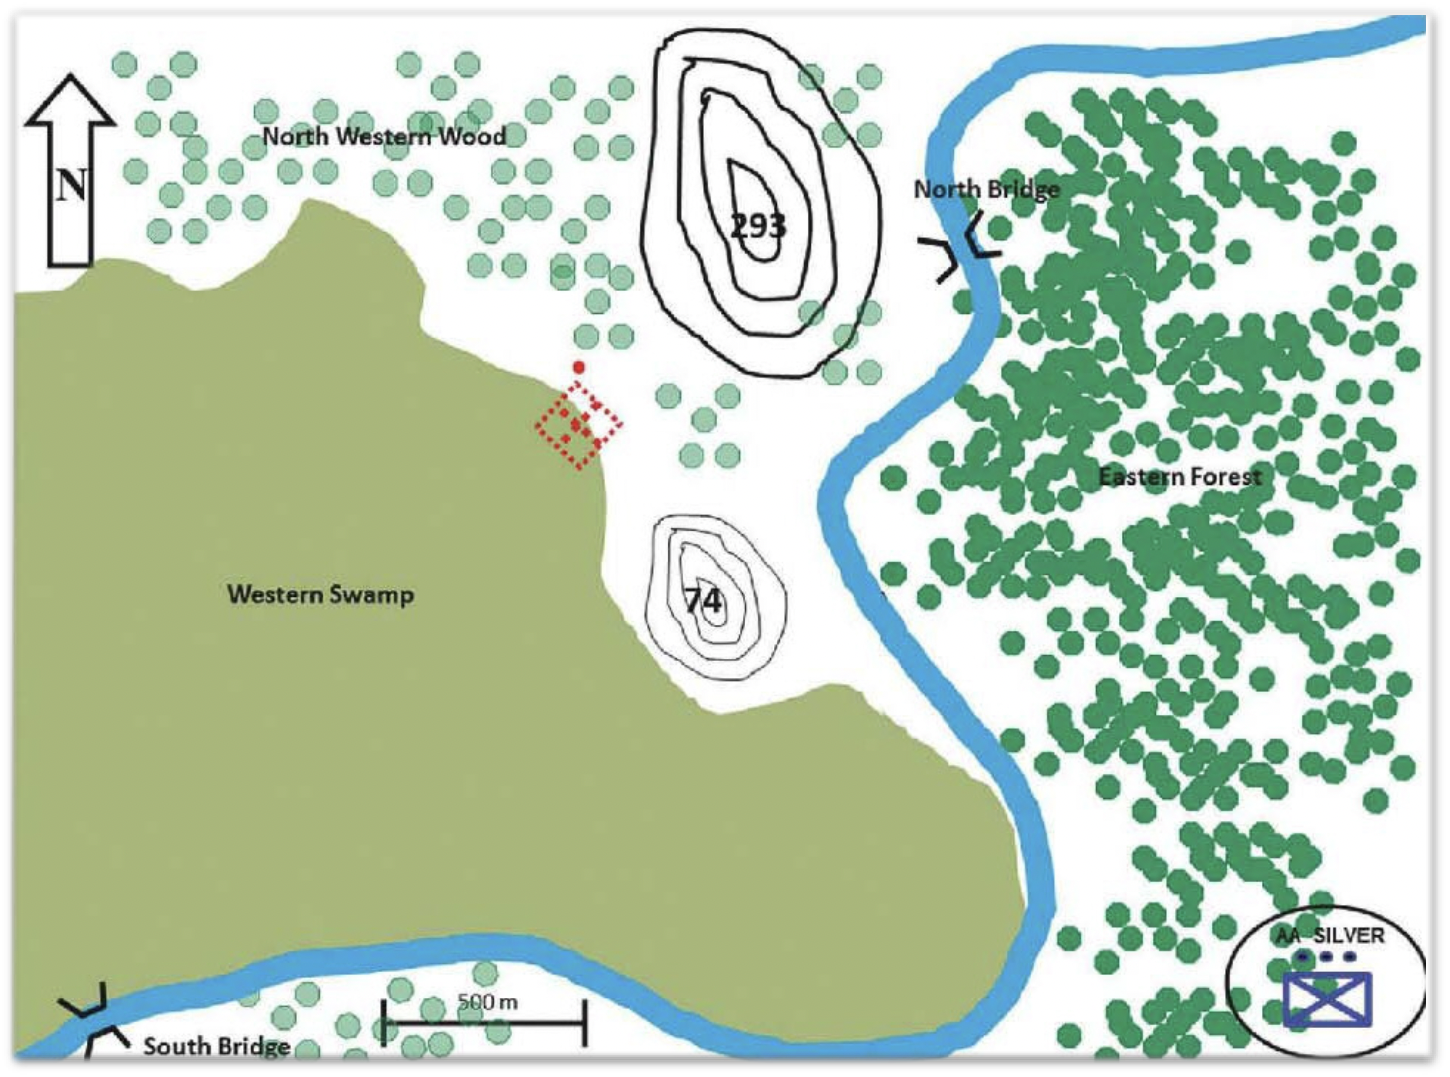 North Western Wood
N
293
North Bridge
Eastern Forest
Western Swamp
74
AA SILVER
500 m
South Bridge